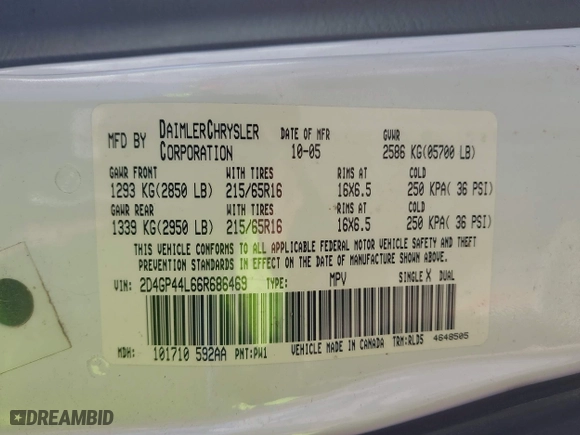 MFD BY DAIMLERCHRYSLER CORPORATION DATE OF MFR 10-05 GVWR 2586 KG(05700 LB)
GAWR FRONT WITH TIRES RIMS AT COLD
1293 KG(2850 LB) 215/65R16 16X6.5 250 KPA( 36 PSI)
GAWR REAR WITH TIRES RIMS AT COLD
1339 KG(2950 LB) 215/65R16 16X6.5 250 KPA( 36 PSI)
THIS VEHICLE CONFORMS TO ALL APPLICABLE FEDERAL MOTOR VEHICLE SAFETY AND THEFT
PREVENTION STANDARDS IN EFFECT ON THE DATE OF MANUFACTURE SHOWN ABOVE.
VIN: 2D4GP44L66R686469 TYPE: MPV SINGLE X DUAL
MDH: 101710 592AA PNT:PW1 VEHICLE MADE IN CANADA TRM:RLD5 4648505
DREAMBID